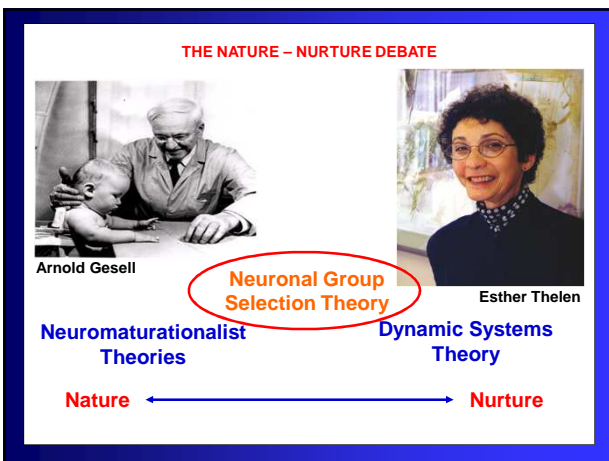 THE NATURE – NURTURE DEBATE
Arnold Gesell
Esther Thelen
Neuronal Group
Selection Theory
Neuromaturationalist
Theories
Dynamic Systems
Theory
Nature
Nurture